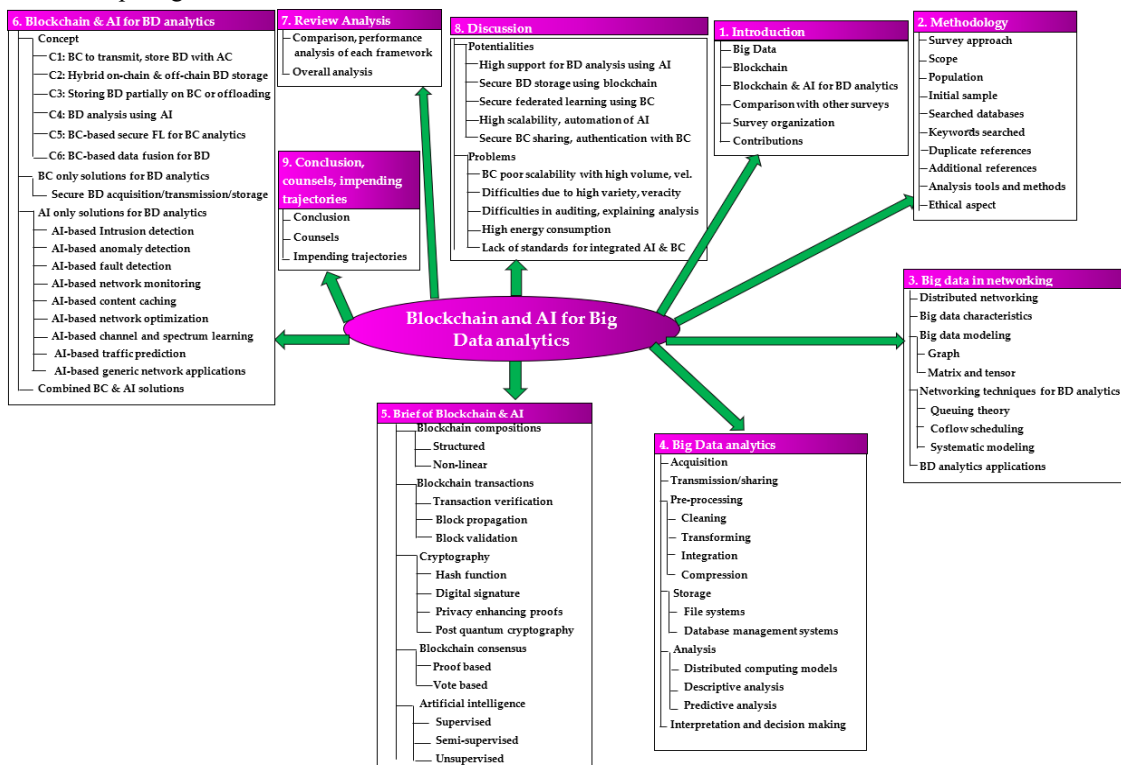 6. Blockchain & AI for BD analytics
Concept
C1: BC to transmit, store BD with AC
C2: Hybrid on-chain & off-chain BD storage
C3: Storing BD partially on BC or offloading
C4: BD analysis using AI
C5: BC-based secure FL for BC analytics
C6: BC-based data fusion for BD
BC only solutions for BD analytics
Secure BD acquisition/transmission/storage
AI only solutions for BD analytics
AI-based Intrusion detection
AI-based anomaly detection
AI-based fault detection
AI-based network monitoring
AI-based content caching
AI-based network optimization
AI-based channel and spectrum learning
AI-based traffic prediction
AI-based generic network applications
Combined BC & AI solutions
7. Review Analysis
Comparison, performance
analysis of each framework
Overall analysis
8. Discussion
Potentialities
High support for BD analysis using AI
Secure BD storage using blockchain
Secure federated learning using BC
High scalability, automation of AI
Secure BC sharing, authentication with BC
Problems
BC poor scalability with high volume, vel.
Difficulties due to high variety, veracity
Difficulties in auditing, explaining analysis
High energy consumption
Lack of standards for integrated AI & BC
1. Introduction
Big Data
Blockchain
Blockchain & AI for BD analytics
Comparison with other surveys
Survey organization
Contributions
2. Methodology
Survey approach
Scope
Population
Initial sample
Searched databases
Keywords searched
Duplicate references
Additional references
Analysis tools and methods
Ethical aspect
9. Conclusion,
counsels, impending
trajectories
Conclusion
Counsels
Impending trajectories
Blockchain and AI for Big
Data analytics
3. Big data in networking
Distributed networking
Big data characteristics
Big data modeling
Graph
Matrix and tensor
Networking techniques for BD analytics
Queuing theory
Coflow scheduling
Systematic modeling
BD analytics applications
5. Brief of Blockchain & AI
Blockchain compositions
Structured
Non-linear
Blockchain transactions
Transaction verification
Block propagation
Block validation
Cryptography
Hash function
Digital signature
Privacy enhancing proofs
Post quantum cryptography
Blockchain consensus
Proof based
Vote based
Artificial intelligence
Supervised
Semi-supervised
Unsupervised
4. Big Data analytics
Acquisition
Transmission/sharing
Pre-processing
Cleaning
Transforming
Integration
Compression
Storage
File systems
Database management systems
Analysis
Distributed computing models
Descriptive analysis
Predictive analysis
Interpretation and decision making